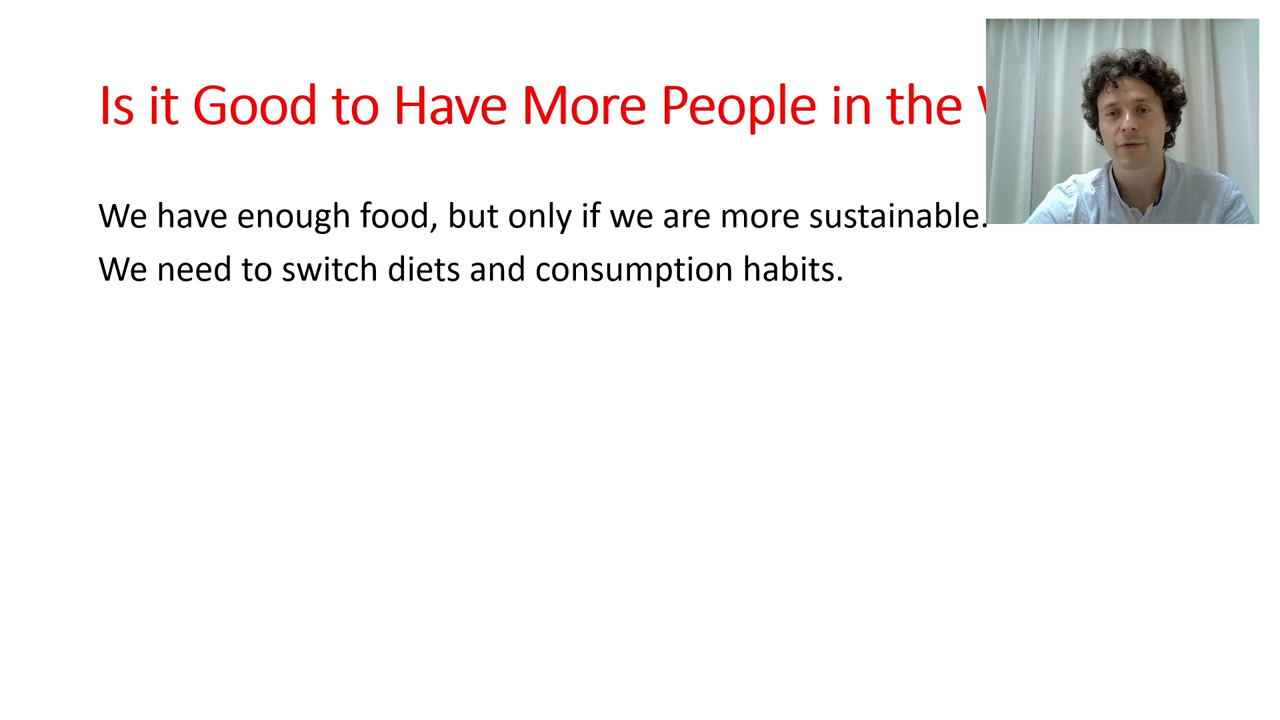 Is it Good to Have More People in the
We have enough food, but only if we are more sustainable.
We need to switch diets and consumption habits.